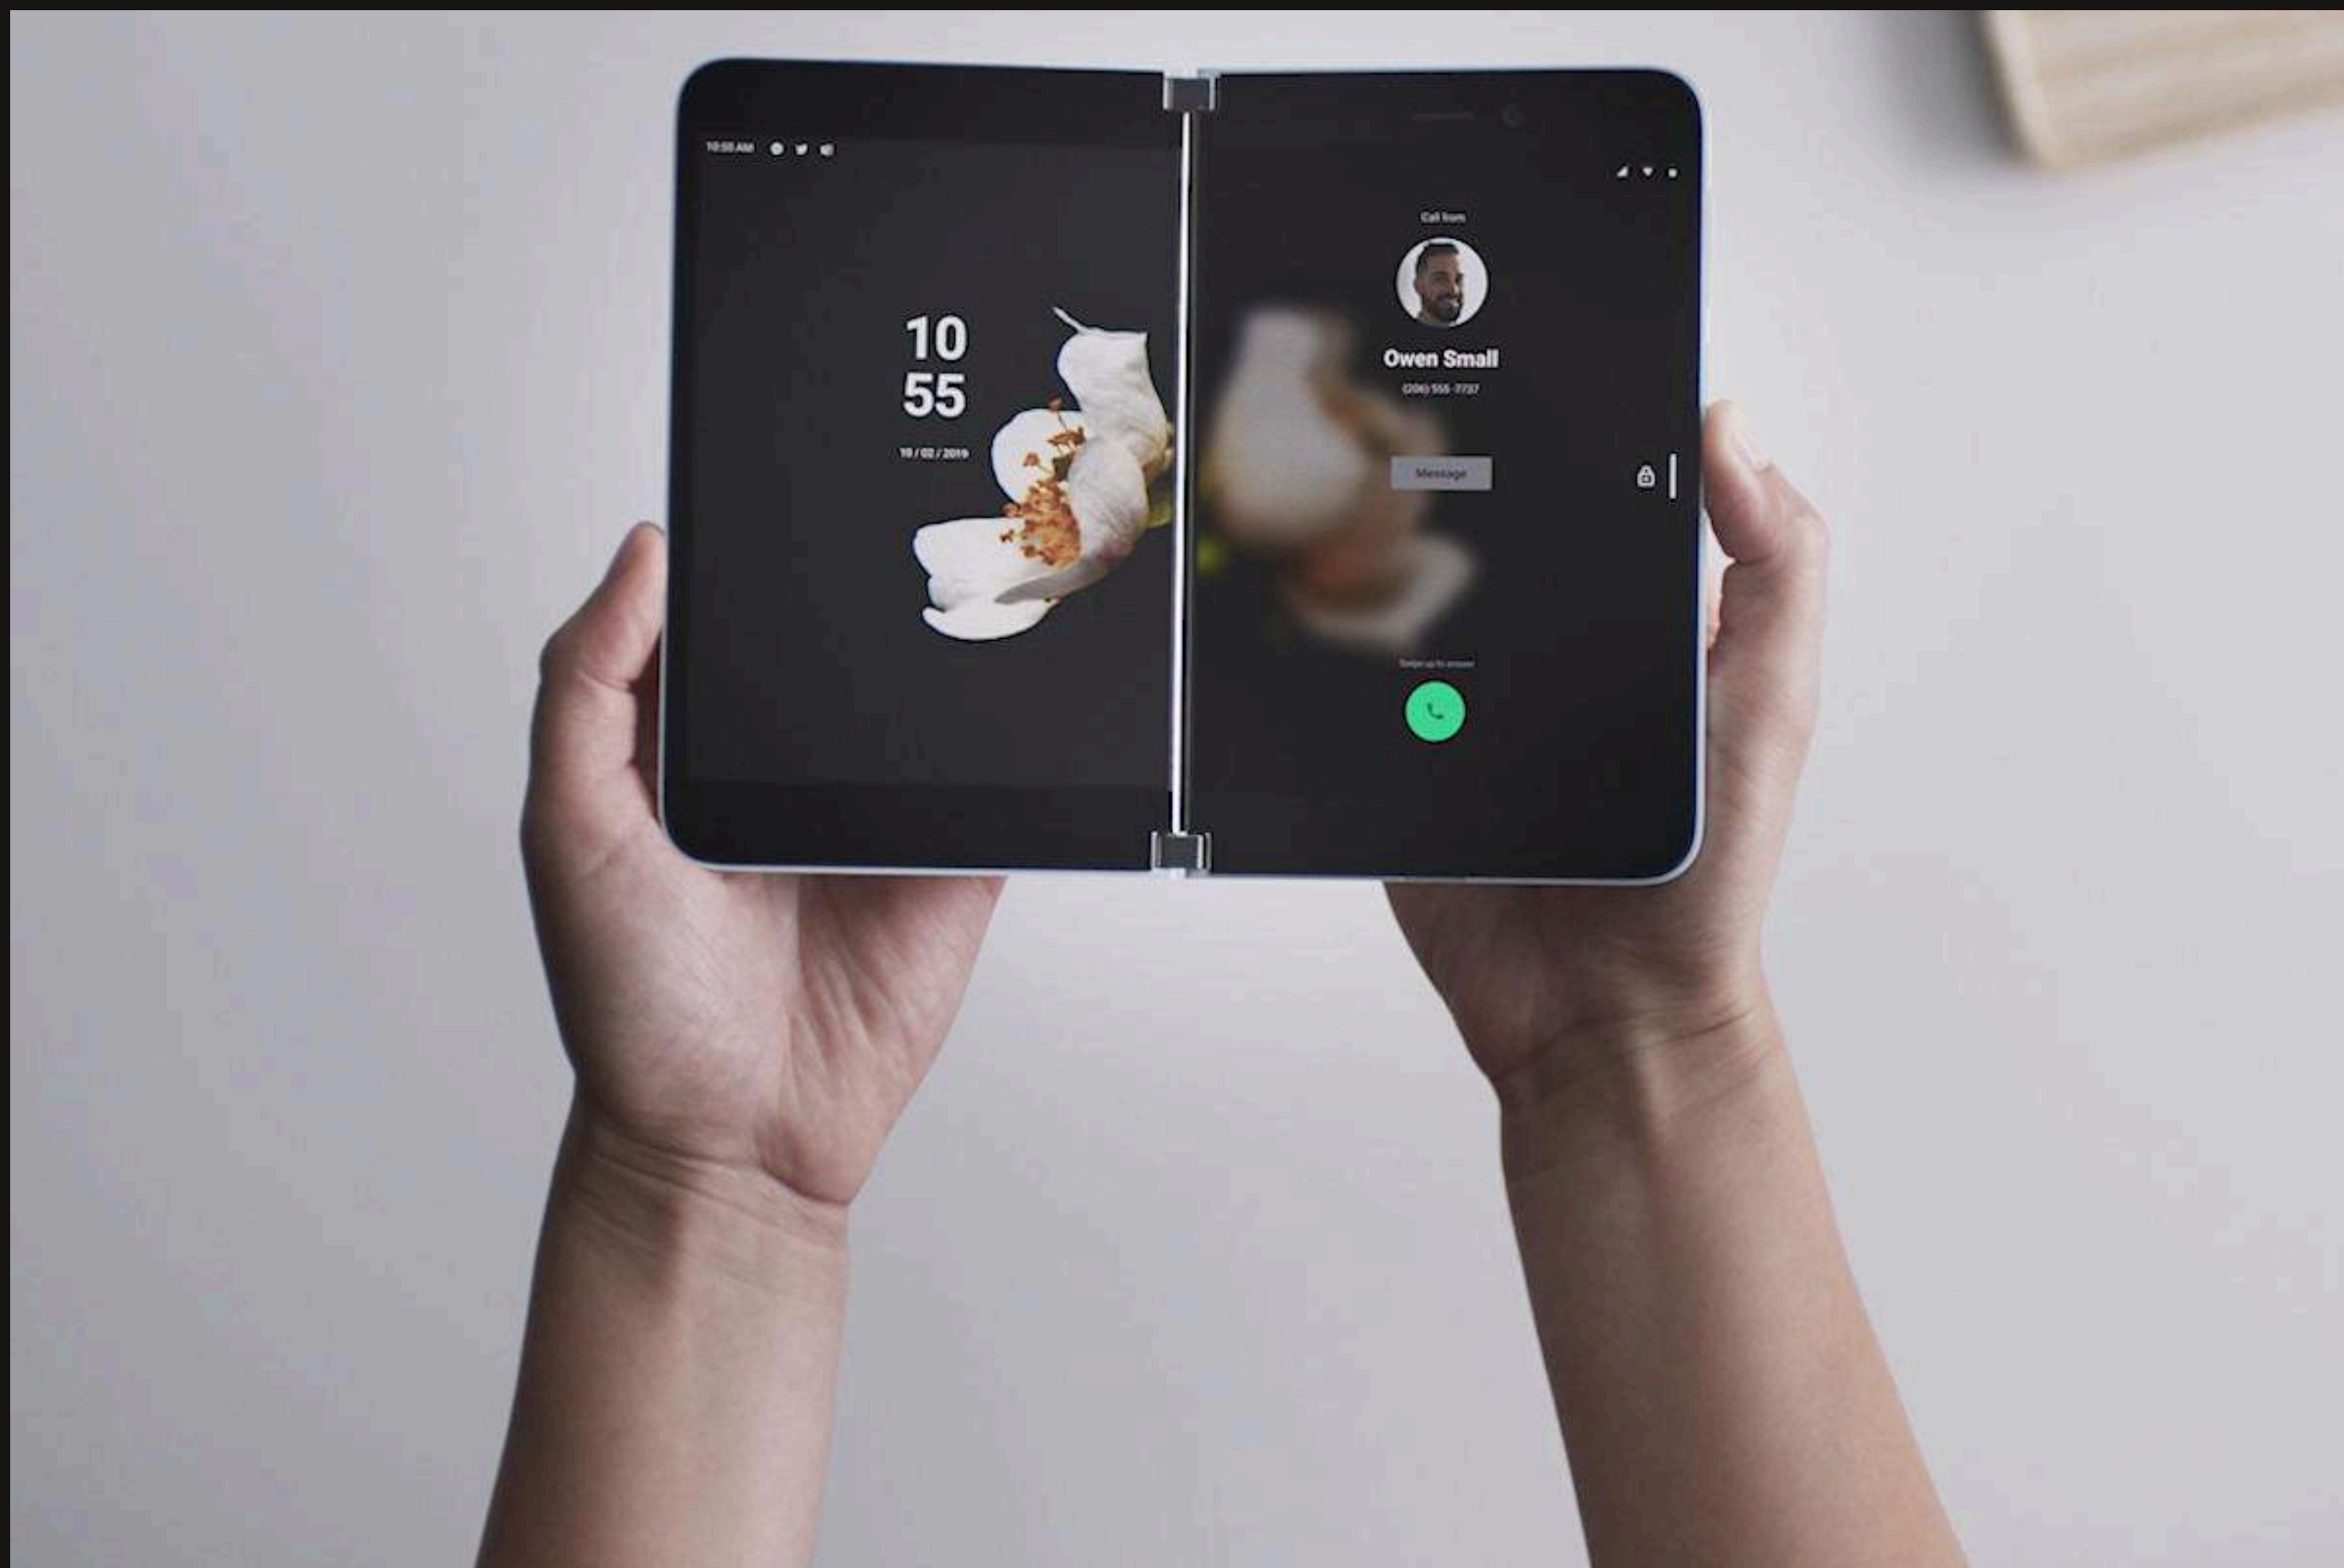 10:55 AM
10
55
10 / 02 / 2019
Call from
Owen Small
(206) 555-7737
Message
Swipe up to answer